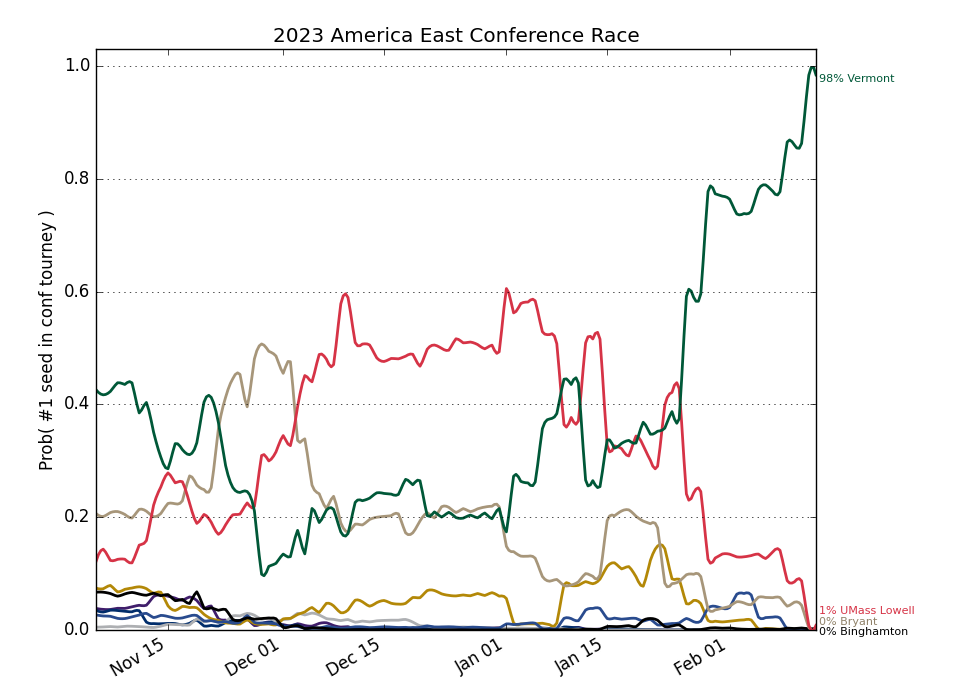 2023 America East Conference Race
Prob( #1 seed in conf tourney )
1.0
0.8
0.6
0.4
0.2
0.0
Nov 15
Dec 01
Dec 15
Jan 01
Jan 15
Feb 01
98% Vermont
1% UMass Lowell
0% Bryant
0% Binghamton